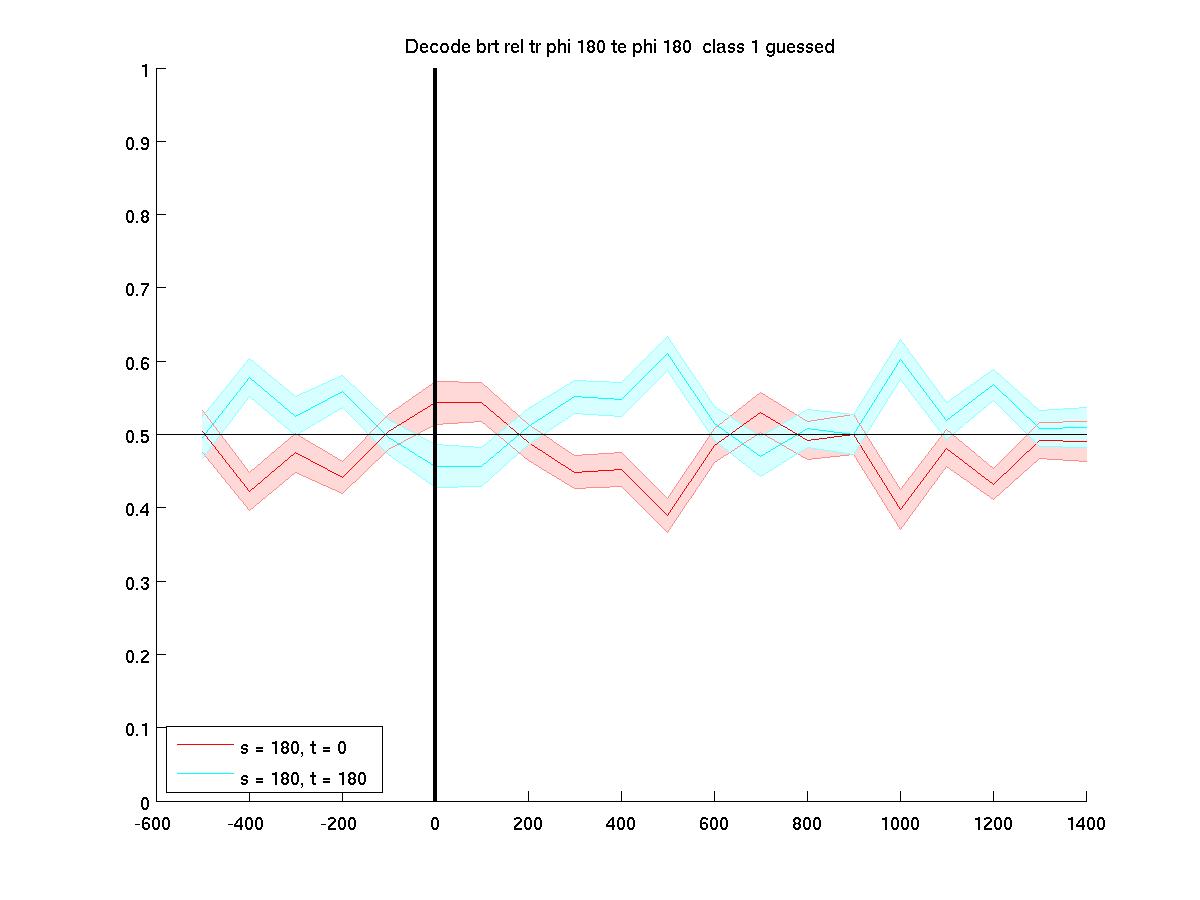 Decode brt rel tr phi 180 te phi 180  class 1 guessed
1
0.9
0.8
0.7
0.6
0.5
0.4
0.3
0.2
0.1
0
s = 180, t = 0
s = 180, t = 180
-600 -400 -200 0 200 400 600 800 1000 1200 1400